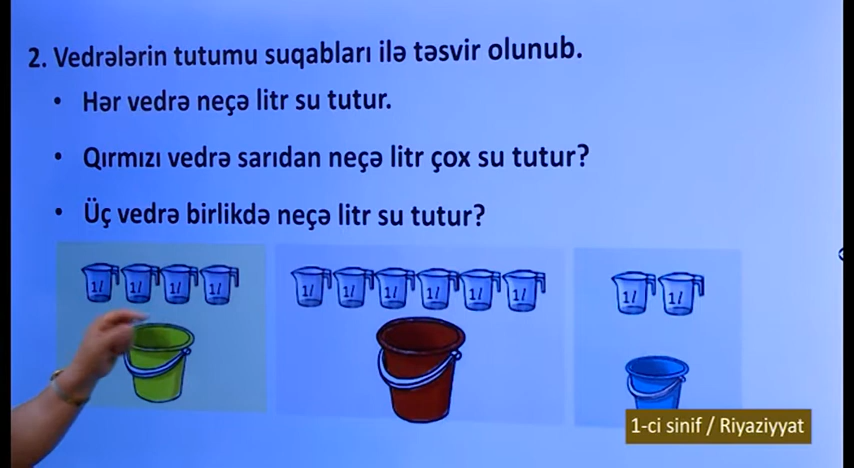 2. Vedrələrin tutumu suqabları ilə təsvir olunub.
• Hər vedrə neçə litr su tutur.
• Qırmızı vedrə sarıdan neçə litr çox su tutur?
• Üç vedrə birlikdə neçə litr su tutur?
1l 1l 1l 1l 1l 1l 1l 1l 1l 1l 1l 1l
1-ci sinif / Riyaziyyat